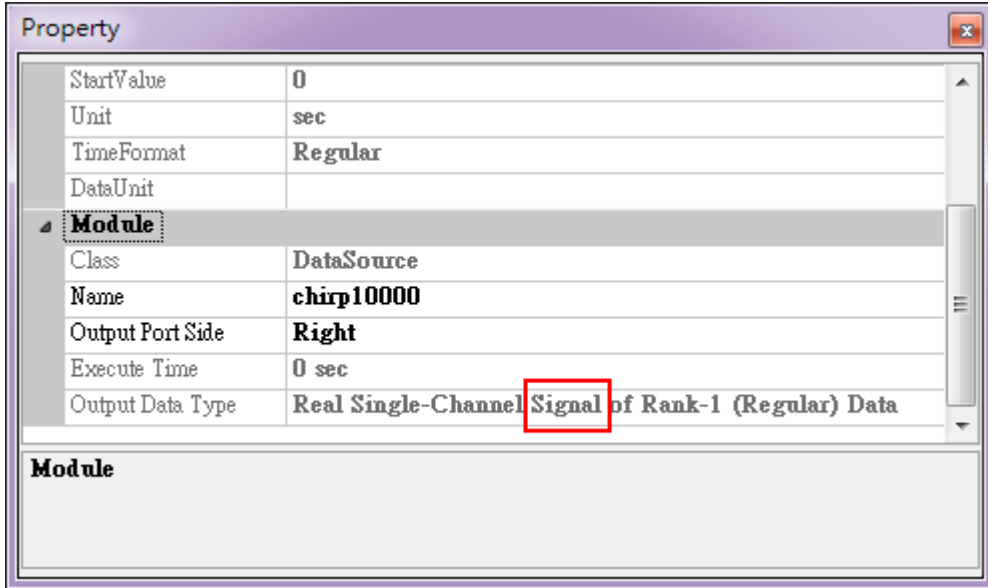 Property
StartValue 0
Unit sec
TimeFormat Regular
DataUnit
Module
Class DataSource
Name chirp10000
Output Port Side Right
Execute Time 0 sec
Output Data Type Real Single-Channel Signal of Rank-1 (Regular) Data
Module